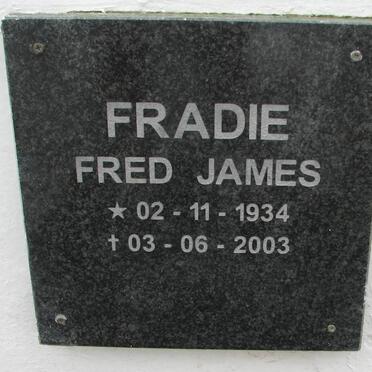 FRADIE
FRED JAMES
★ 02 - 11 - 1934
✝ 03 - 06 - 2003